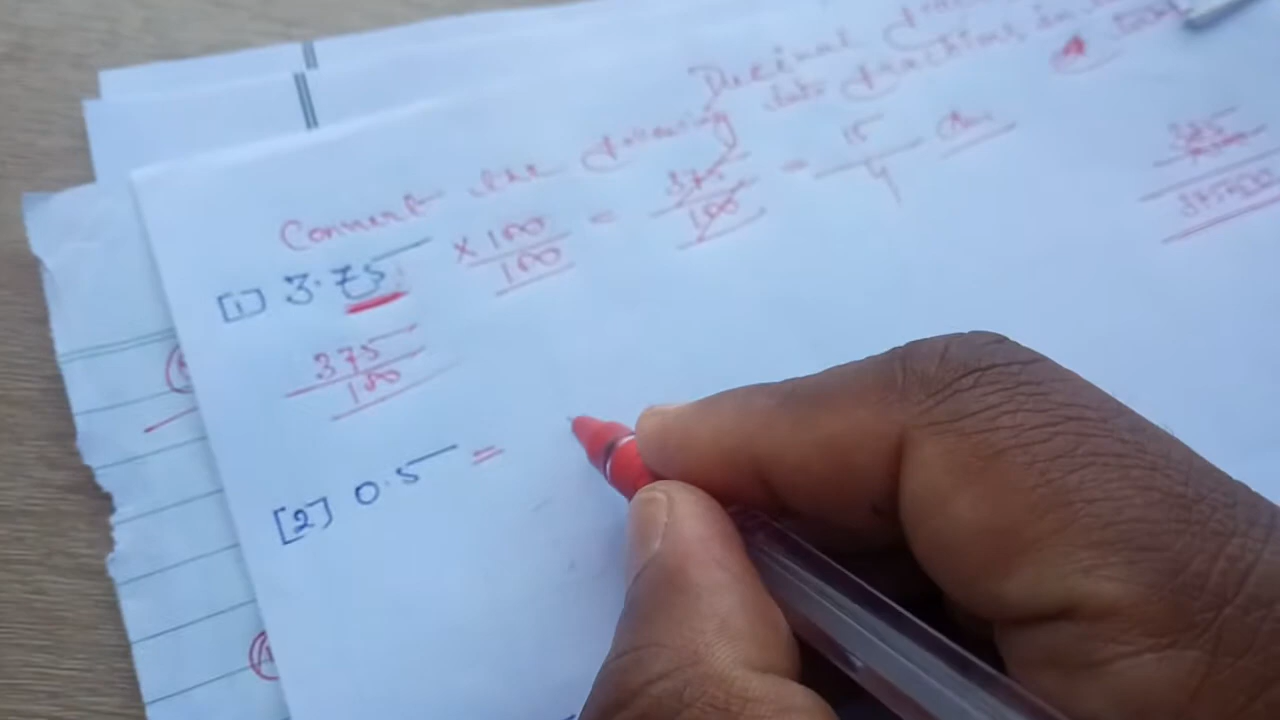 Decimal
Convert the following into fractions in
[1] 3.75 × 100/100 = 375/100 = 15/4 Ans
375/100
[2] 0.5 =